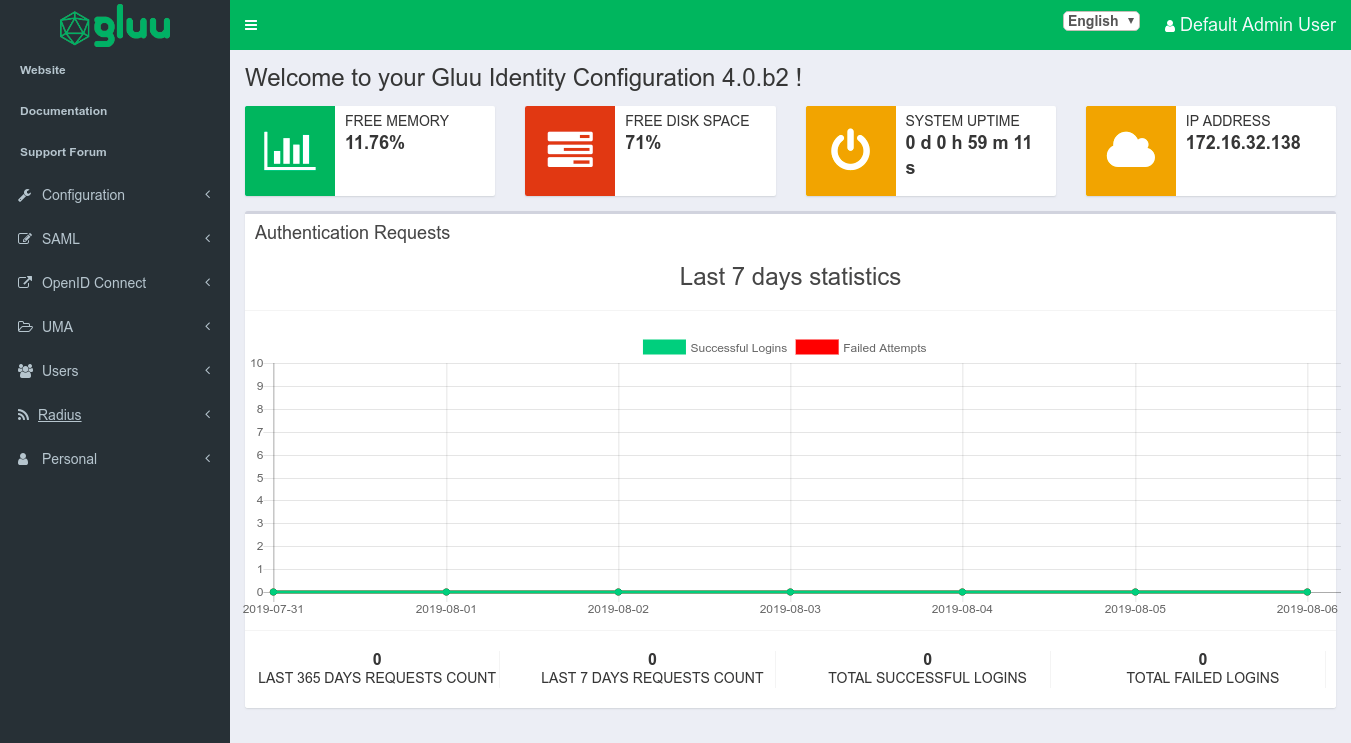 gluu
English
Default Admin User
Website
Documentation
Support Forum
Configuration
SAML
OpenID Connect
UMA
Users
Radius
Personal
Welcome to your Gluu Identity Configuration 4.0.b2 !
FREE MEMORY
11.76%
FREE DISK SPACE
71%
SYSTEM UPTIME
0 d 0 h 59 m 11
s
IP ADDRESS
172.16.32.138
Authentication Requests
Last 7 days statistics
Successful Logins
Failed Attempts
10
9
8
7
6
5
4
3
2
1
0
2019-07-31
2019-08-01
2019-08-02
2019-08-03
2019-08-04
2019-08-05
2019-08-06
0
LAST 365 DAYS REQUESTS COUNT
0
LAST 7 DAYS REQUESTS COUNT
0
TOTAL SUCCESSFUL LOGINS
0
TOTAL FAILED LOGINS